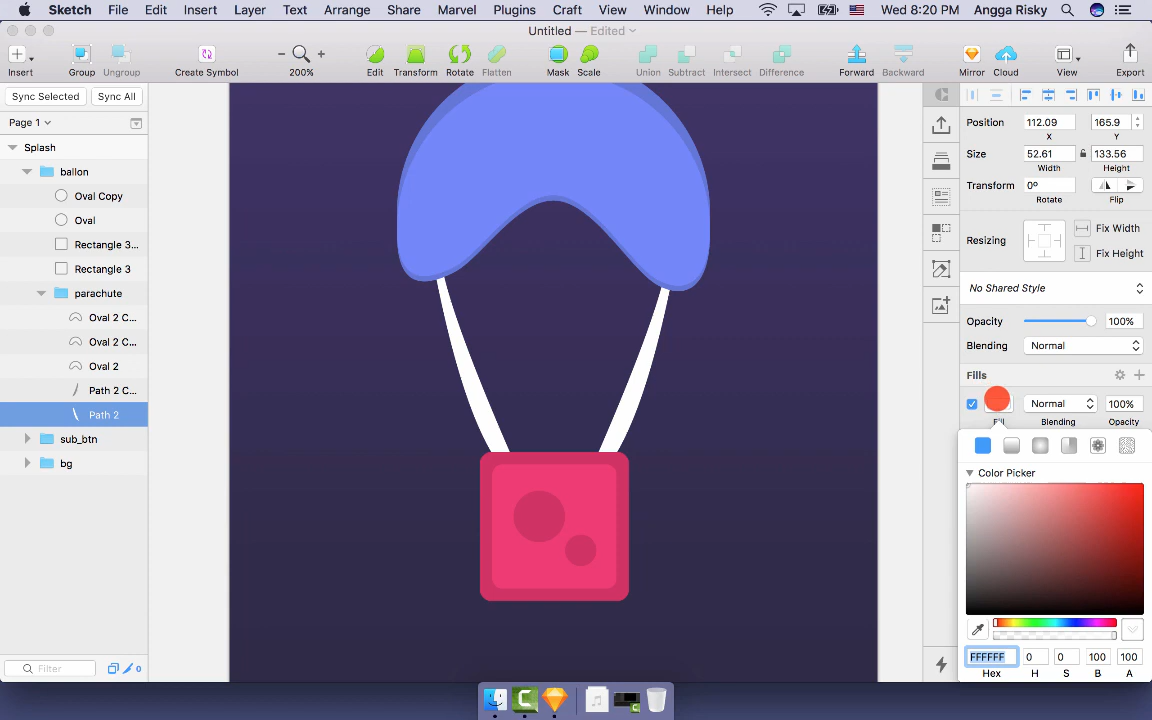 Sketch File Edit Insert Layer Text Arrange Share Marvel Plugins Craft View Window Help Wed 8:20 PM Angga Risky
Untitled — Edited
Insert Group Ungroup Create Symbol 200% Edit Transform Rotate Flatten Mask Scale Union Subtract Intersect Difference Forward Backward Mirror Cloud View Export
Sync Selected Sync All
Page 1
Splash
ballon
Oval Copy
Oval
Rectangle 3...
Rectangle 3
parachute
Oval 2 C...
Oval 2 C...
Oval 2
Path 2 C...
Path 2
sub_btn
bg
Filter 0
Position 112.09 165.9
X Y
Size 52.61 133.56
Width Height
Transform 0º
Rotate Flip
Resizing Fix Width
Fix Height
No Shared Style
Opacity 100%
Blending Normal
Fills
Normal 100%
Fill Blending Opacity
Color Picker
FFFFFF 0 0 100 100
Hex H S B A